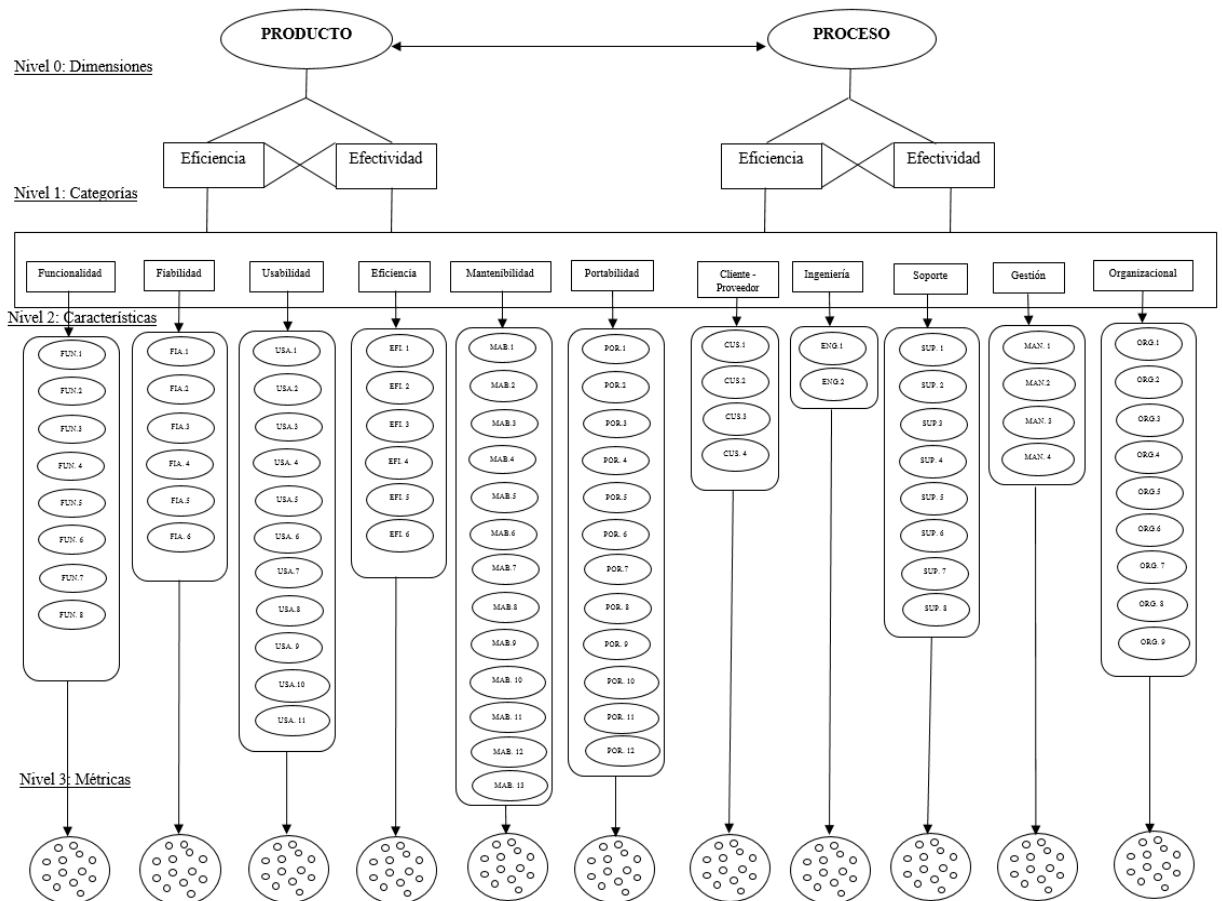 PRODUCTO
PROCESO
Nivel 0: Dimensiones
Eficiencia
Efectividad
Eficiencia
Efectividad
Nivel 1: Categorías
Funcionalidad
Fiabilidad
Usabilidad
Eficiencia
Mantenibilidad
Portabilidad
Cliente -
Proveedor
Ingeniería
Soporte
Gestión
Organizacional
Nivel 2: Características
FUN.1
FUN.2
FUN.3
FUN. 4
FUN.5
FUN. 6
FUN.7
FUN. 8
FIA.1
FIA.2
FIA.3
FIA. 4
FIA.5
FIA. 6
USA.1
USA.2
USA.3
USA. 4
USA.5
USA. 6
USA.7
USA.8
USA. 9
USA.10
USA. 11
EFI. 1
EFI. 2
EFI. 3
EFI. 4
EFI. 5
EFI. 6
MAB.1
MAB.2
MAB.3
MAB.4
MAB.5
MAB.6
MAB.7
MAB.8
MAB.9
MAB. 10
MAB. 11
MAB. 12
MAB. 13
POR.1
POR.2
POR.3
POR. 4
POR.5
POR. 6
POR.7
POR. 8
POR. 9
POR. 10
POR. 11
POR. 12
CUS.1
CUS.2
CUS.3
CUS. 4
ENG.1
ENG.2
SUP. 1
SUP. 2
SUP.3
SUP. 4
SUP. 5
SUP. 6
SUP. 7
SUP. 8
MAN. 1
MAN.2
MAN. 3
MAN. 4
ORG.1
ORG.2
ORG.3
ORG.4
ORG.5
ORG.6
ORG. 7
ORG. 8
ORG. 9
Nivel 3: Métricas